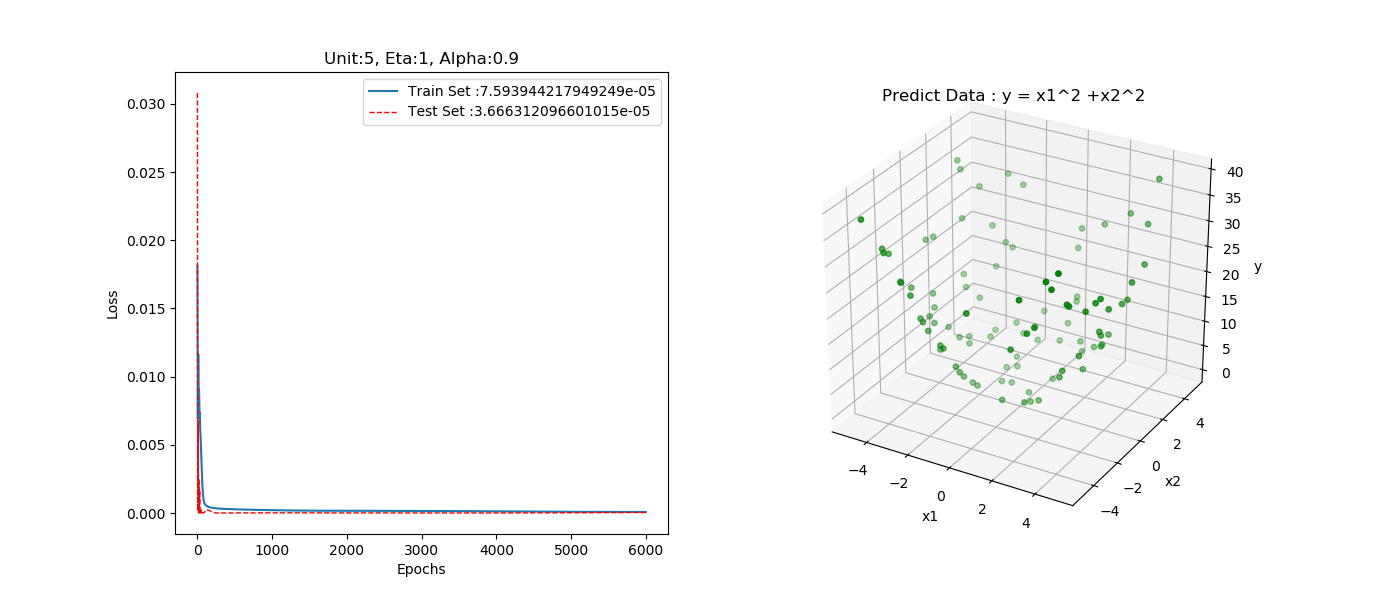 Unit:5, Eta:1, Alpha:0.9
Train Set :7.593944217949249e-05
Test Set :3.666312096601015e-05
0.030
0.025
0.020
0.015
0.010
0.005
0.000
Loss
0 1000 2000 3000 4000 5000 6000
Epochs
Predict Data : y = x1^2 +x2^2
40
35
30
25
20
15
10
5
0
y
−4
−2
0
2
4
x1
4
2
0
−2
−4
x2